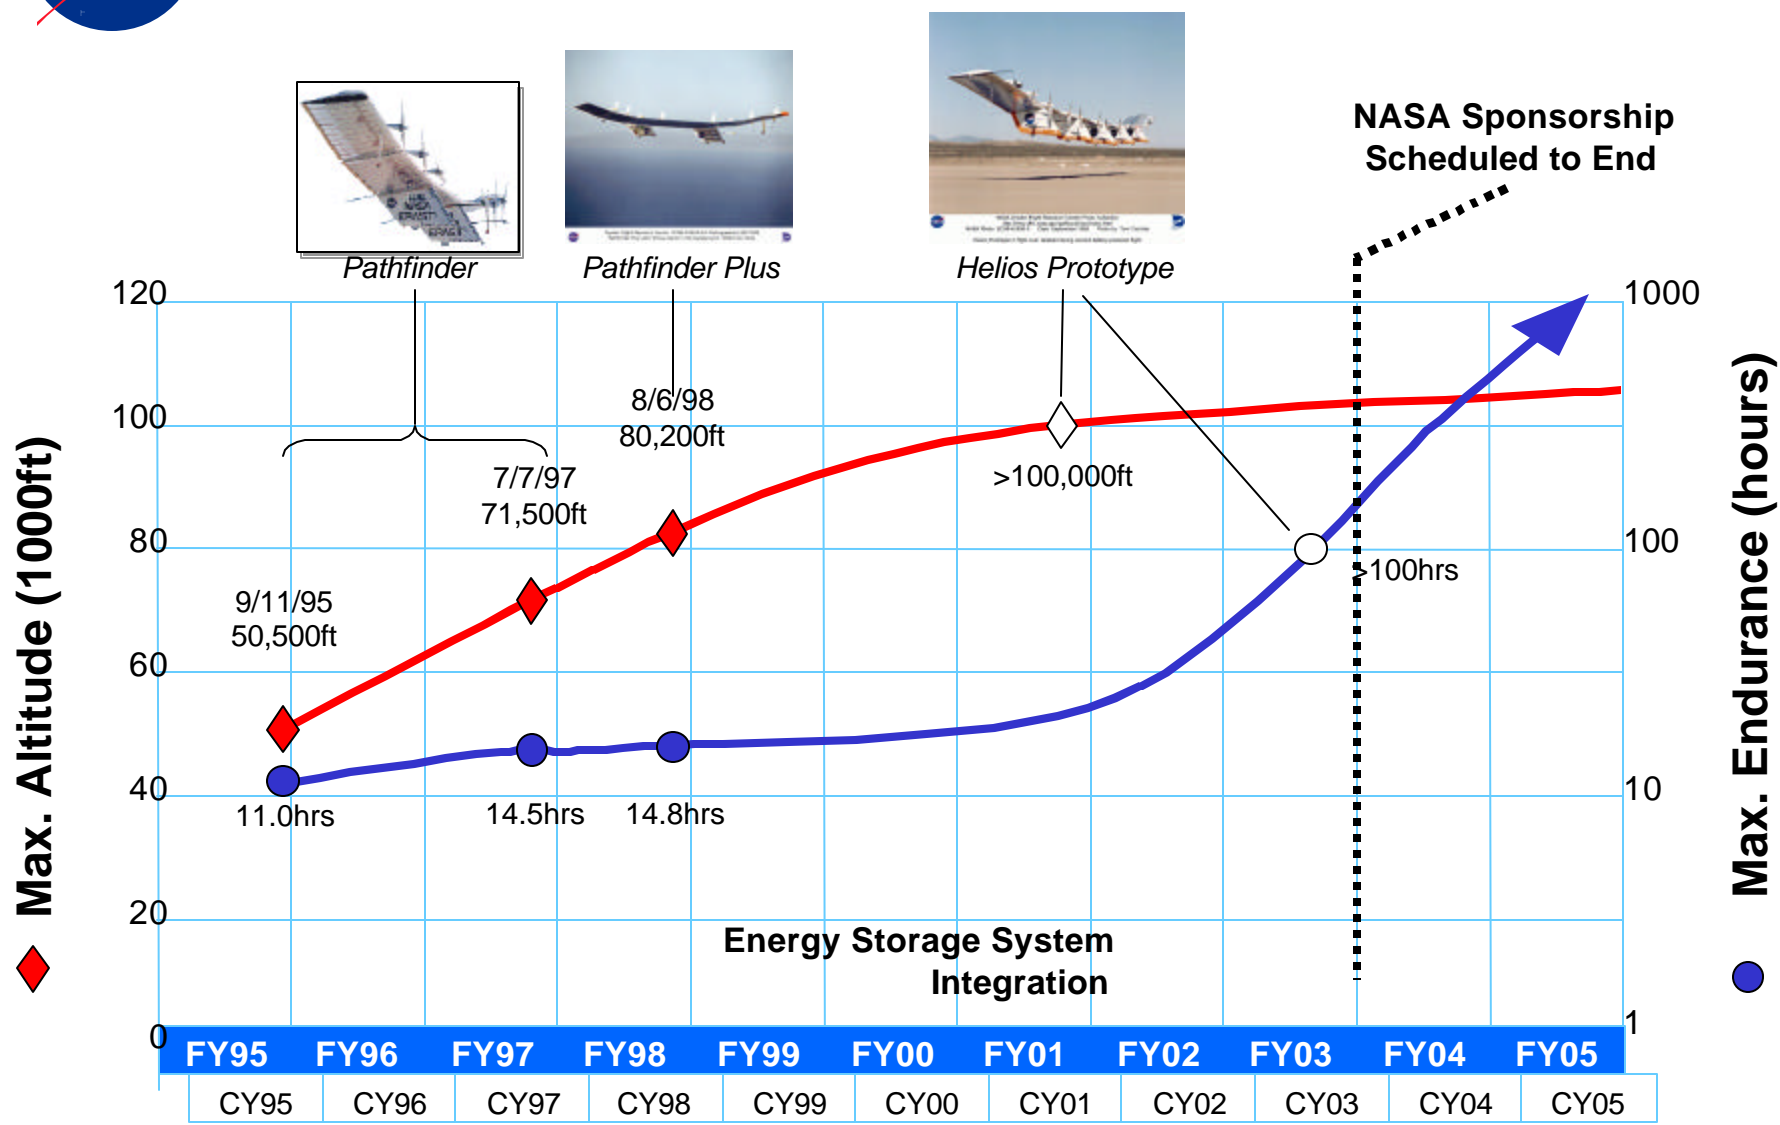 NASA Sponsorship
Scheduled to End
Pathfinder
Pathfinder Plus
Helios Prototype
120
100
80
60
40
20
0
1000
100
10
1
Max. Altitude (1000ft)
Max. Endurance (hours)
8/6/98
80,200ft
7/7/97
71,500ft
>100,000ft
9/11/95
50,500ft
>100hrs
11.0hrs
14.5hrs
14.8hrs
Energy Storage System
Integration
FY95 FY96 FY97 FY98 FY99 FY00 FY01 FY02 FY03 FY04 FY05
CY95 CY96 CY97 CY98 CY99 CY00 CY01 CY02 CY03 CY04 CY05